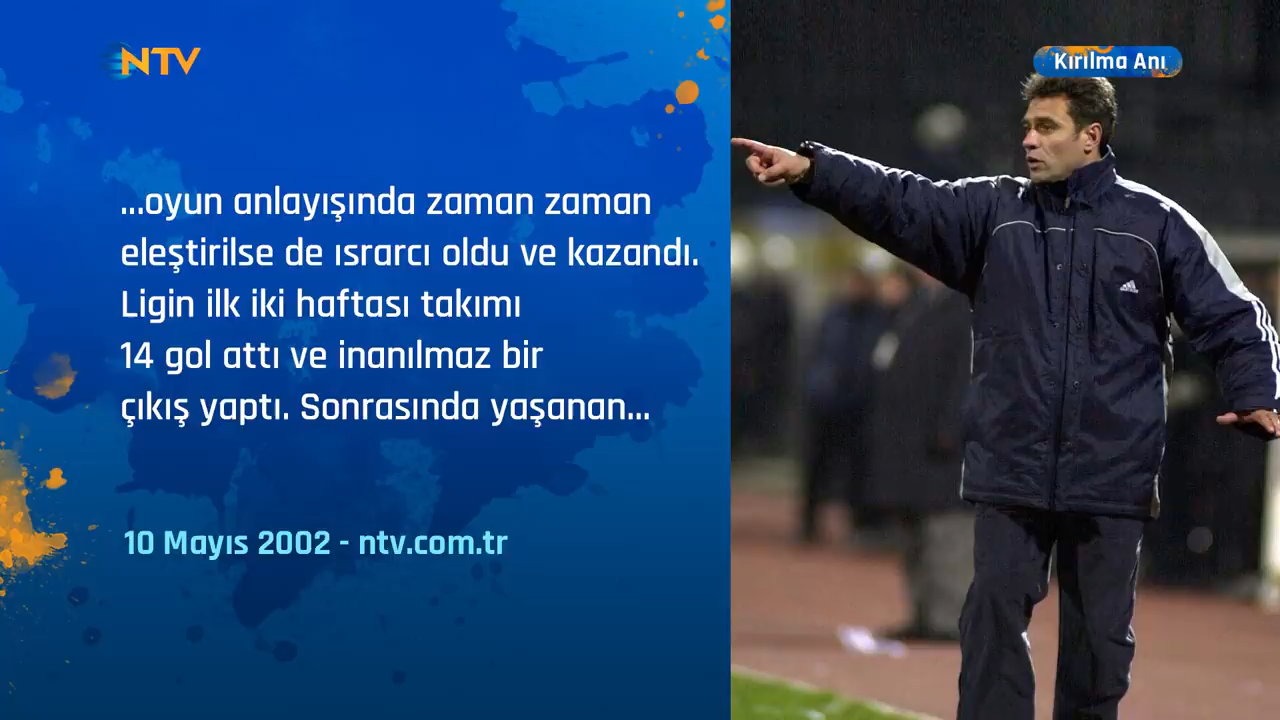 NTV
Kırılma Anı
...oyun anlayışında zaman zaman
eleştirilse de ısrarcı oldu ve kazandı.
Ligin ilk iki haftası takımı
14 gol attı ve inanılmaz bir
çıkış yaptı. Sonrasında yaşanan...
10 Mayıs 2002 - ntv.com.tr